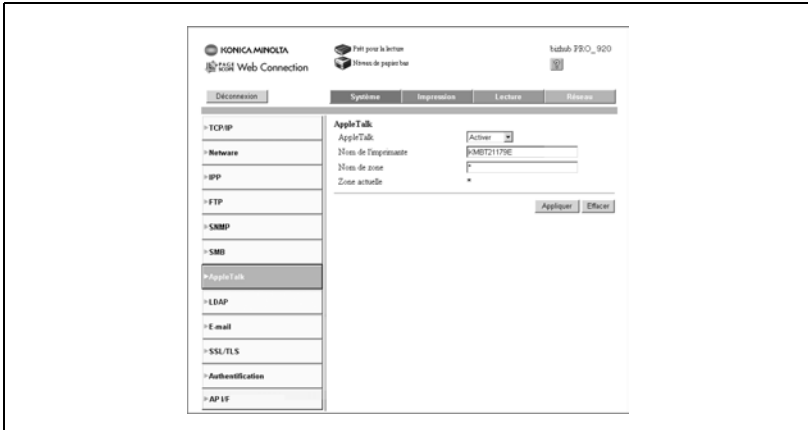 KONICA MINOLTA
PAGE SCOPE Web Connection
Prêt pour la lecture
Niveau de papier bas
bizhub PRO_920
Déconnexion
Système
Impression
Lecture
Réseau
TCP/IP
Netware
IPP
FTP
SNMP
SMB
AppleTalk
LDAP
E-mail
SSL/TLS
Authentification
AP I/F
AppleTalk
AppleTalk
Activer
Nom de l'imprimante
KMBT21179E
Nom de zone
*
Zone actuelle
*
Appliquer
Effacer